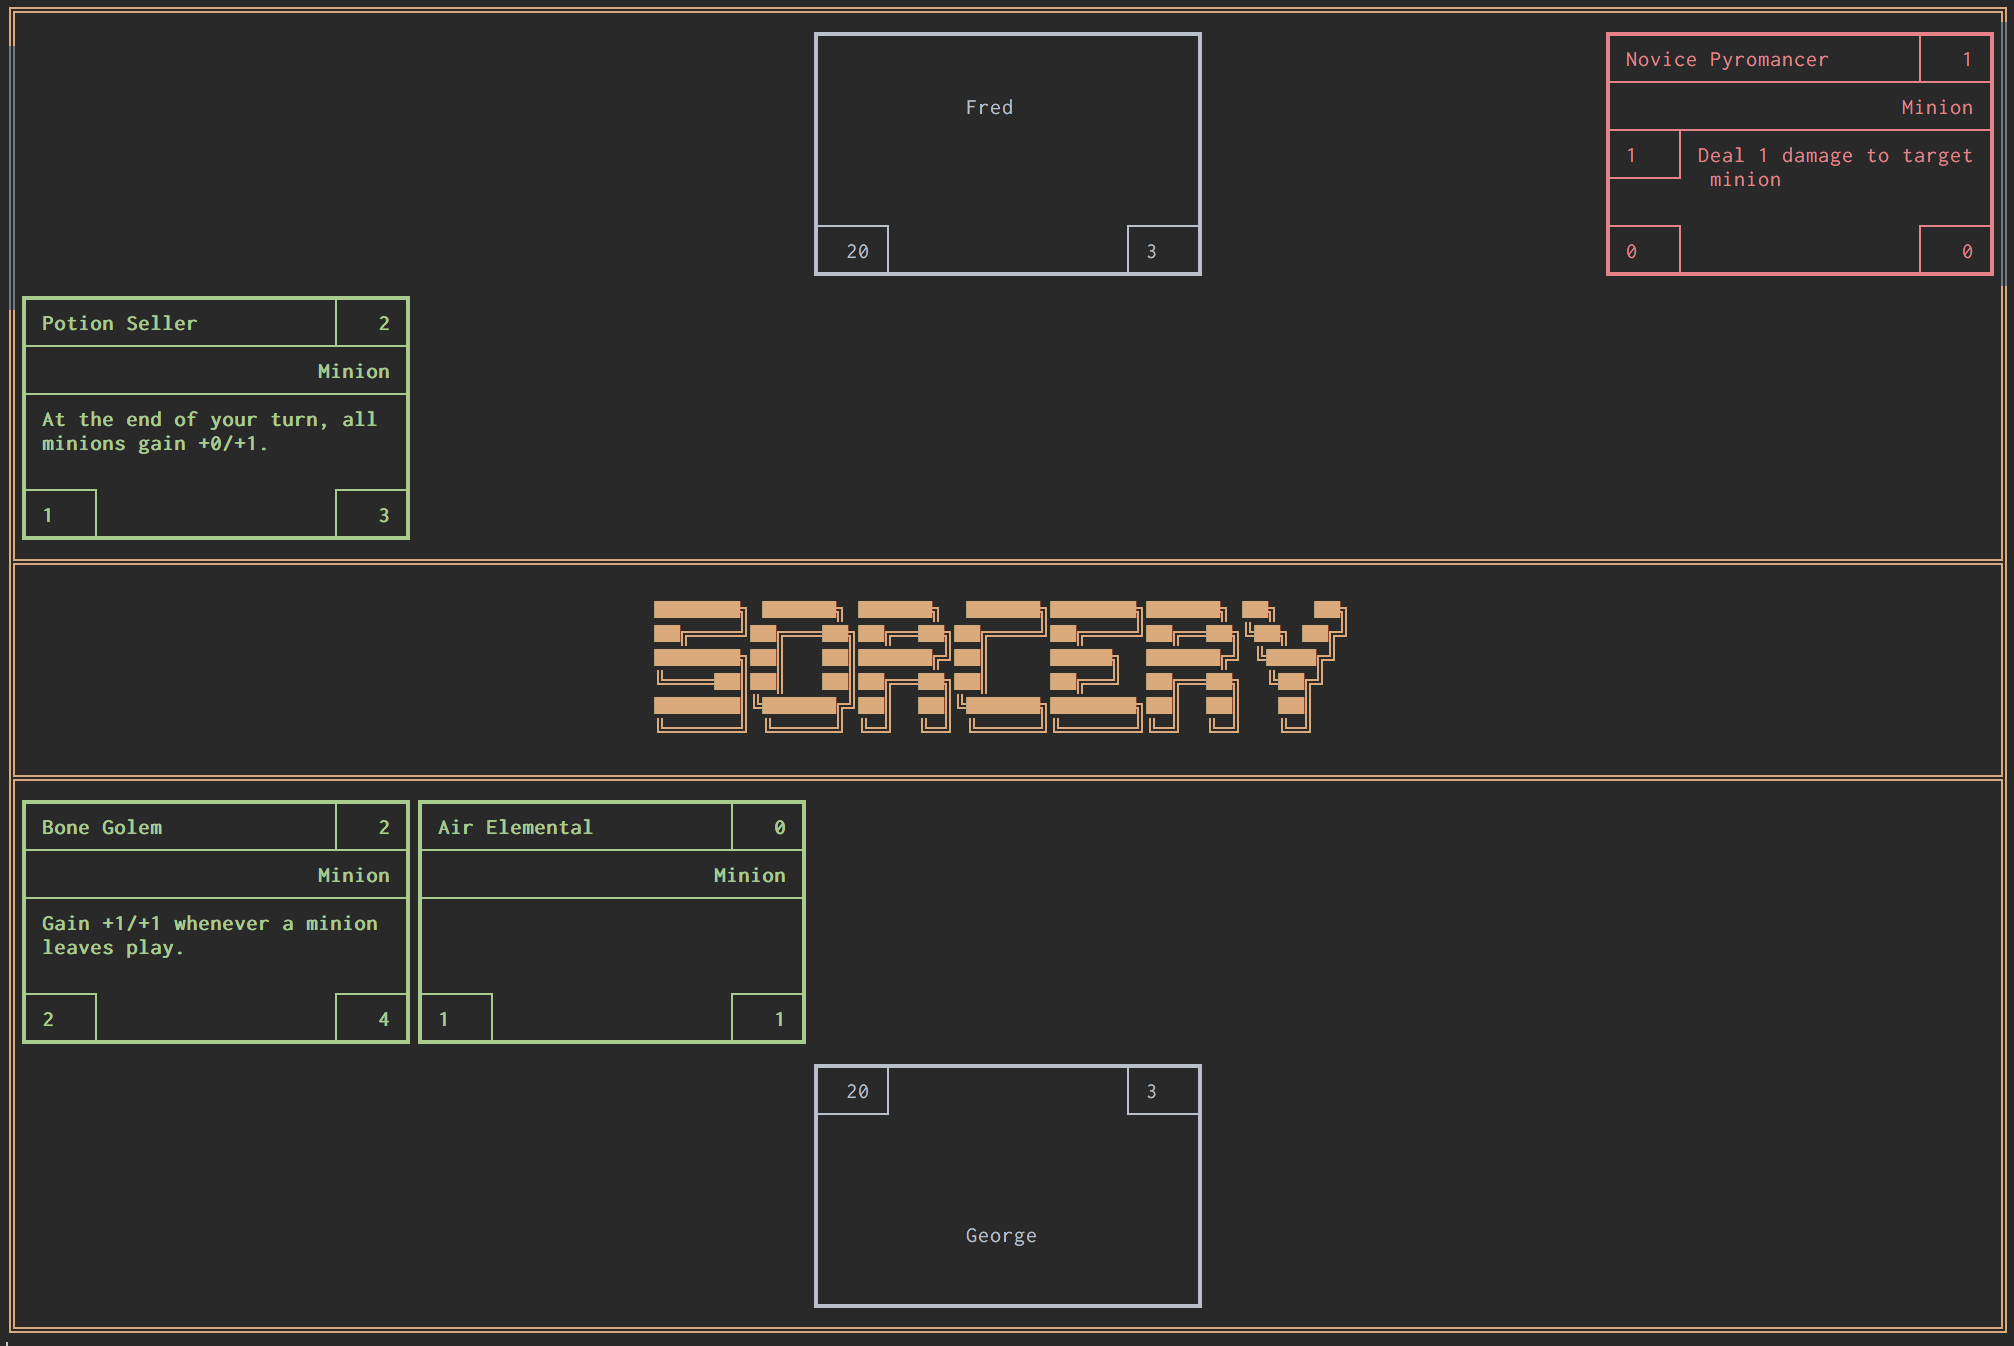 Fred
20 3
Novice Pyromancer 1
Minion
1 Deal 1 damage to target
minion
0 0
Potion Seller 2
Minion
At the end of your turn, all
minions gain +0/+1.
1 3
SORCERY
Bone Golem 2
Minion
Gain +1/+1 whenever a minion
leaves play.
2 4
Air Elemental 0
Minion
1 1
20 3
George